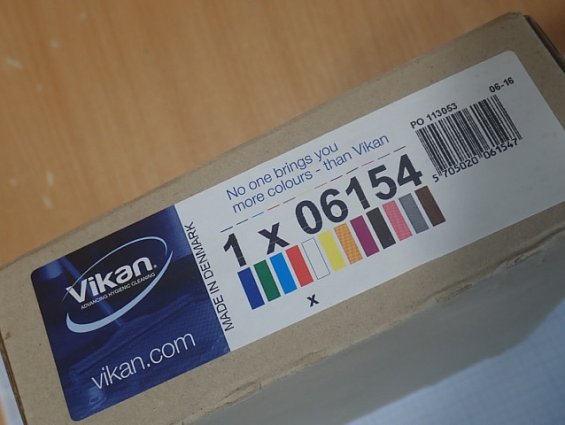 Vikan®
ADVANCING HYGIENIC CLEANING
vikan.com
MADE IN DENMARK
No one brings you
more colours - than Vikan
1 x 06154
x
PO 113053
06-16
5 705020 061547